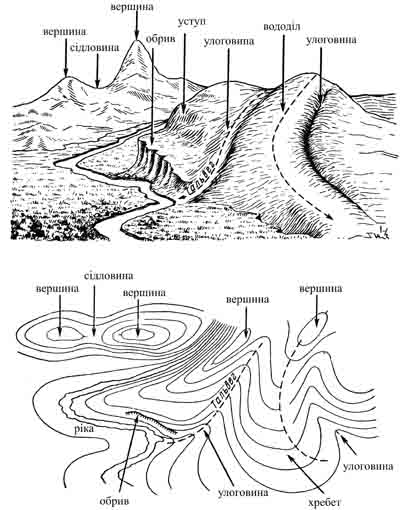 вершина
вершина
сідловина
обрив
уступ
улоговина
вододіл
улоговина
Тальвег
сідловина
вершина
вершина
вершина
вершина
Тальвег
ріка
обрив
улоговина
хребет
улоговина